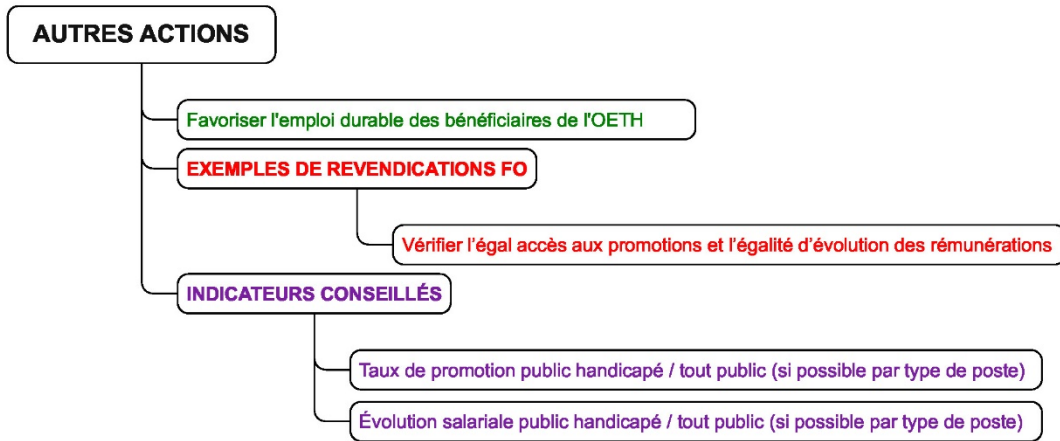 AUTRES ACTIONS
Favoriser l'emploi durable des bénéficiaires de l'OETH
EXEMPLES DE REVENDICATIONS FO
Vérifier l’égal accès aux promotions et l’égalité d’évolution des rémunérations
INDICATEURS CONSEILLÉS
Taux de promotion public handicapé / tout public (si possible par type de poste)
Évolution salariale public handicapé / tout public (si possible par type de poste)